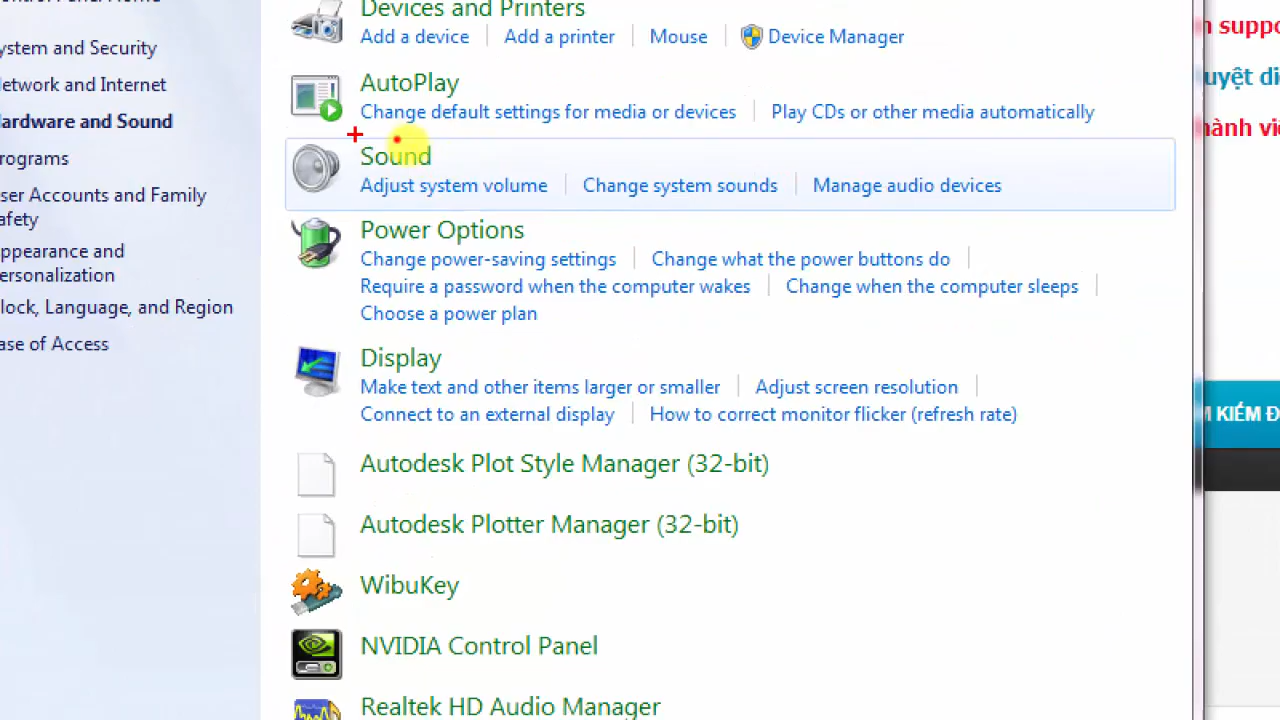 Devices and Printers
Add a device
Add a printer
Mouse
Device Manager
ystem and Security
etwork and Internet
ardware and Sound
rograms
ser Accounts and Family
afety
ppearance and
ersonalization
lock, Language, and Region
ase of Access
AutoPlay
Change default settings for media or devices
Play CDs or other media automatically
Sound
Adjust system volume
Change system sounds
Manage audio devices
Power Options
Change power-saving settings
Change what the power buttons do
Require a password when the computer wakes
Change when the computer sleeps
Choose a power plan
Display
Make text and other items larger or smaller
Adjust screen resolution
Connect to an external display
How to correct monitor flicker (refresh rate)
Autodesk Plot Style Manager (32-bit)
Autodesk Plotter Manager (32-bit)
WibuKey
NVIDIA Control Panel
Realtek HD Audio Manager
n suppo
uyệt di
hành viê
M KIẾM Đ